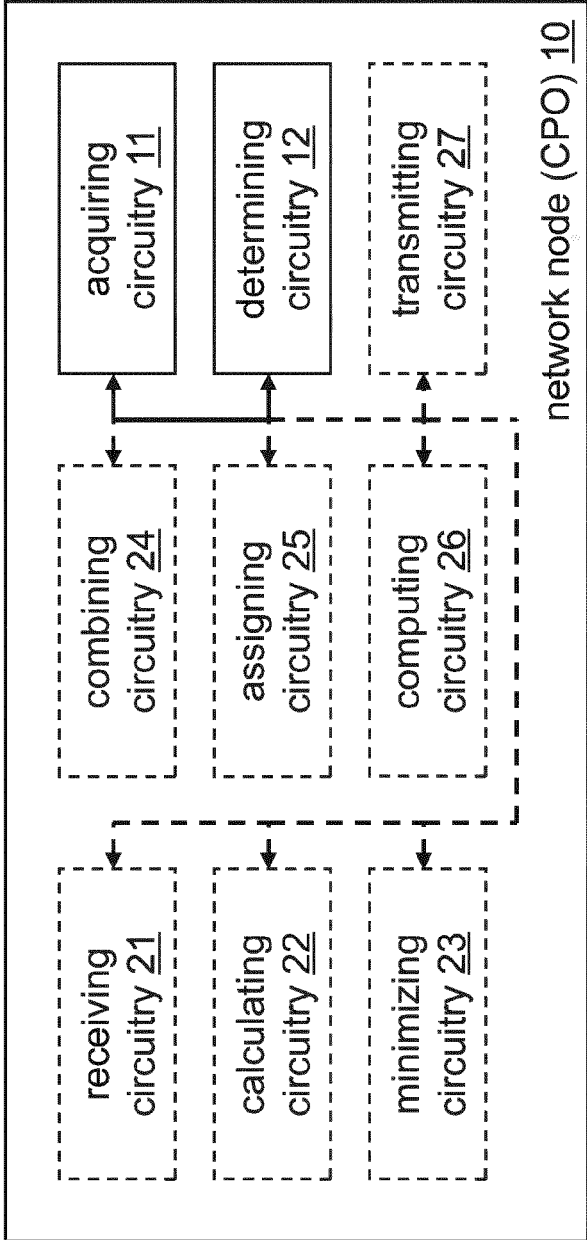 receiving
circuitry 21
calculating
circuitry 22
minimizing
circuitry 23
combining
circuitry 24
assigning
circuitry 25
computing
circuitry 26
acquiring
circuitry 11
determining
circuitry 12
transmitting
circuitry 27
network node (CPO) 10